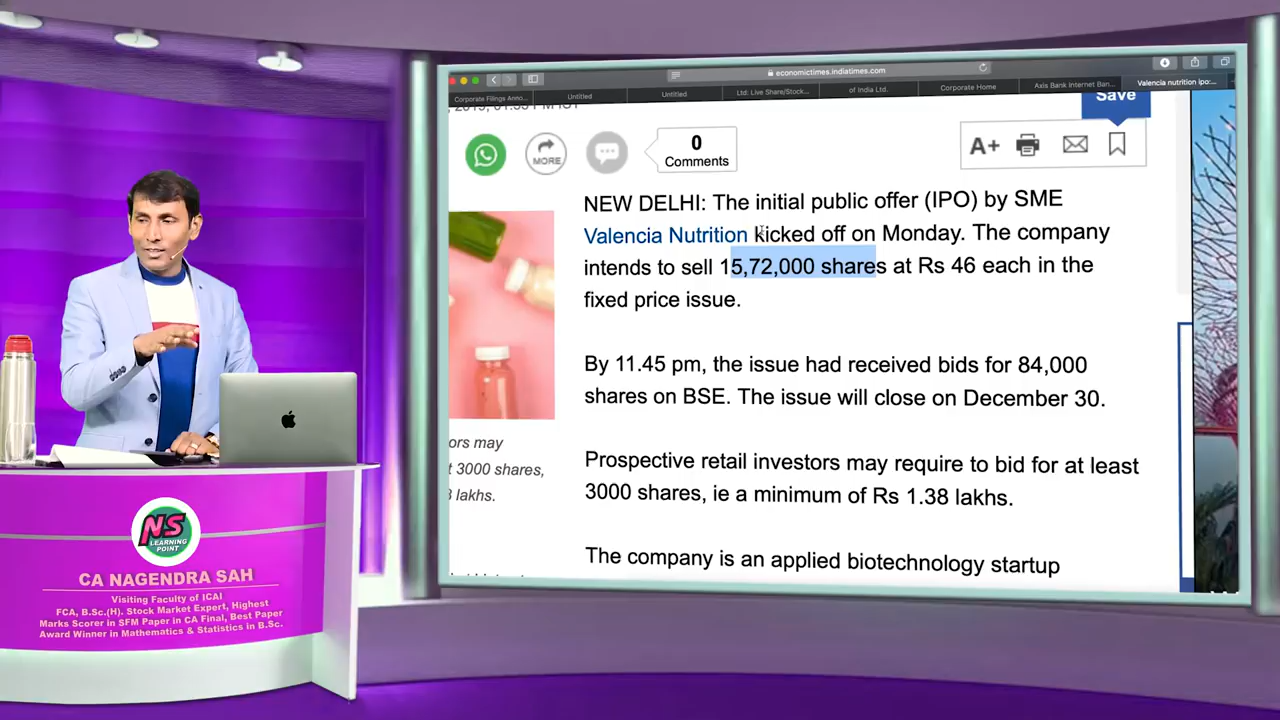 economictimes.indiatimes.com
Corporate Filings Anno...
Untitled
Untitled
Ltd: Live Share/Stock...
of India Ltd.
Corporate Home
Axis Bank Internet Ban...
Valencia nutrition ipo:...
Save
MORE
0
Comments
A+
NEW DELHI: The initial public offer (IPO) by SME
Valencia Nutrition kicked off on Monday. The company
intends to sell 15,72,000 shares at Rs 46 each in the
fixed price issue.
By 11.45 pm, the issue had received bids for 84,000
shares on BSE. The issue will close on December 30.
ors may
t 3000 shares,
lakhs.
Prospective retail investors may require to bid for at least
3000 shares, ie a minimum of Rs 1.38 lakhs.
The company is an applied biotechnology startup
NS
LEARNING
POINT
CA NAGENDRA SAH
Visiting Faculty of ICAI
FCA, B.Sc.(H). Stock Market Expert, Highest
Marks Scorer in SFM Paper in CA Final, Best Paper
Award Winner in Mathematics & Statistics in B.Sc.